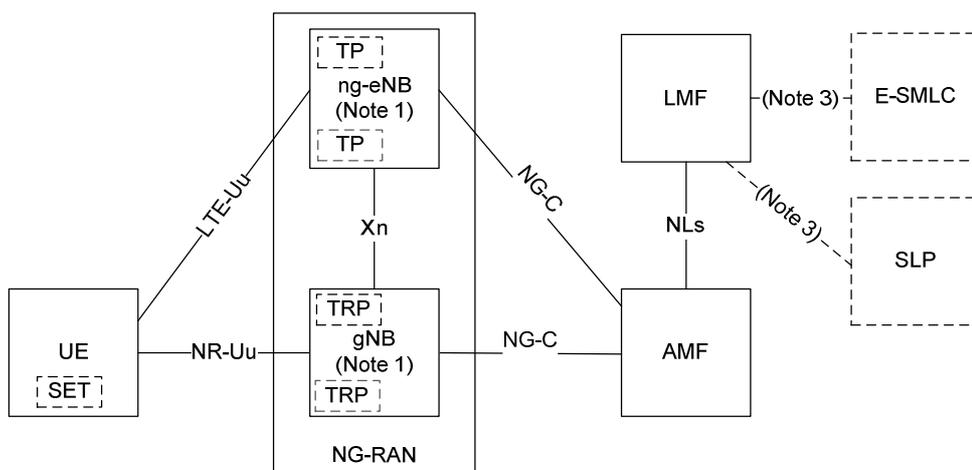 TP
ng-eNB
(Note 1)
TP
LMF
(Note 3)
E-SMLC
LTE-Uu
NG-C
(Note 3)
Xn
NLs
SLP
UE
SET
NR-Uu
TRP
gNB
(Note 1)
TRP
NG-C
AMF
NG-RAN